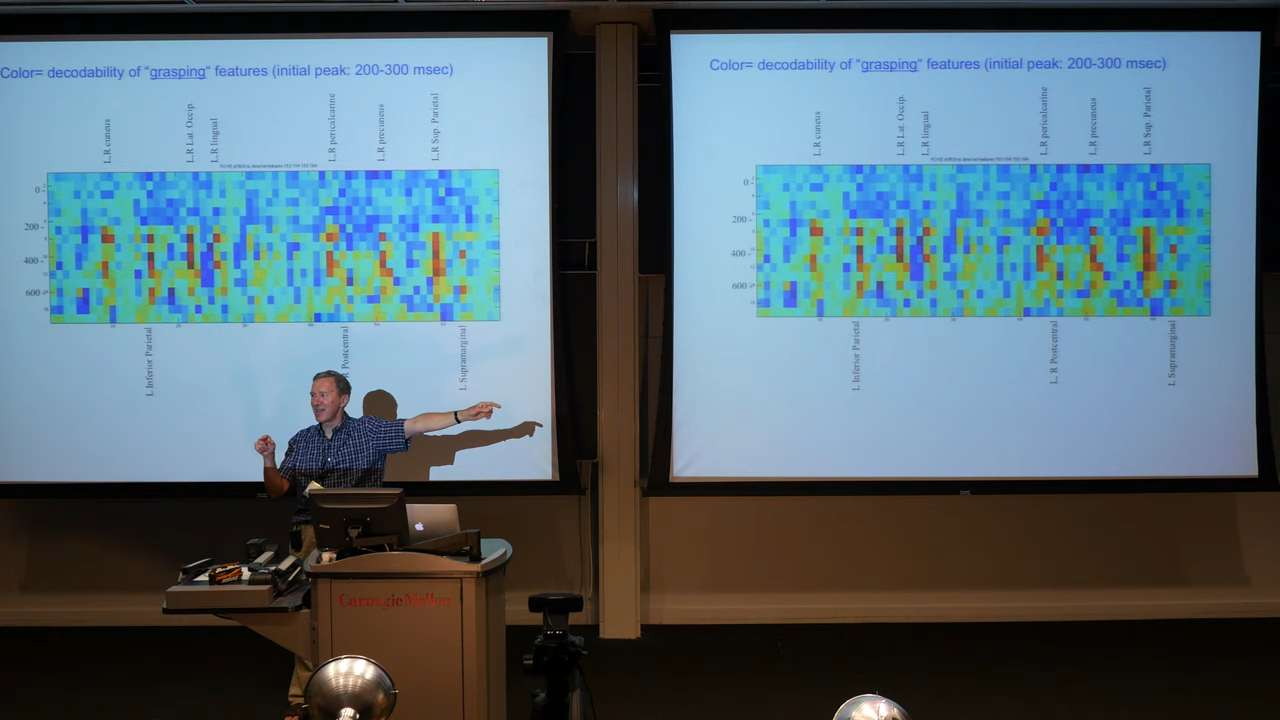 Color= decodability of "grasping" features (initial peak: 200-300 msec)
L,R cuneus
L,R Lat. Occip.
L,R lingual
L,R pericalcarine
L,R precuneus
L,R Sup. Parietal
0
200
400
600
L Inferior Parietal
R Postcentral
L Supramarginal
Color= decodability of "grasping" features (initial peak: 200-300 msec)
L,R cuneus
L,R Lat. Occip.
L,R lingual
L,R pericalcarine
L,R precuneus
L,R Sup. Parietal
0
200
400
600
L Inferior Parietal
L, R Postcentral
L Supramarginal
Carnegie Mellon